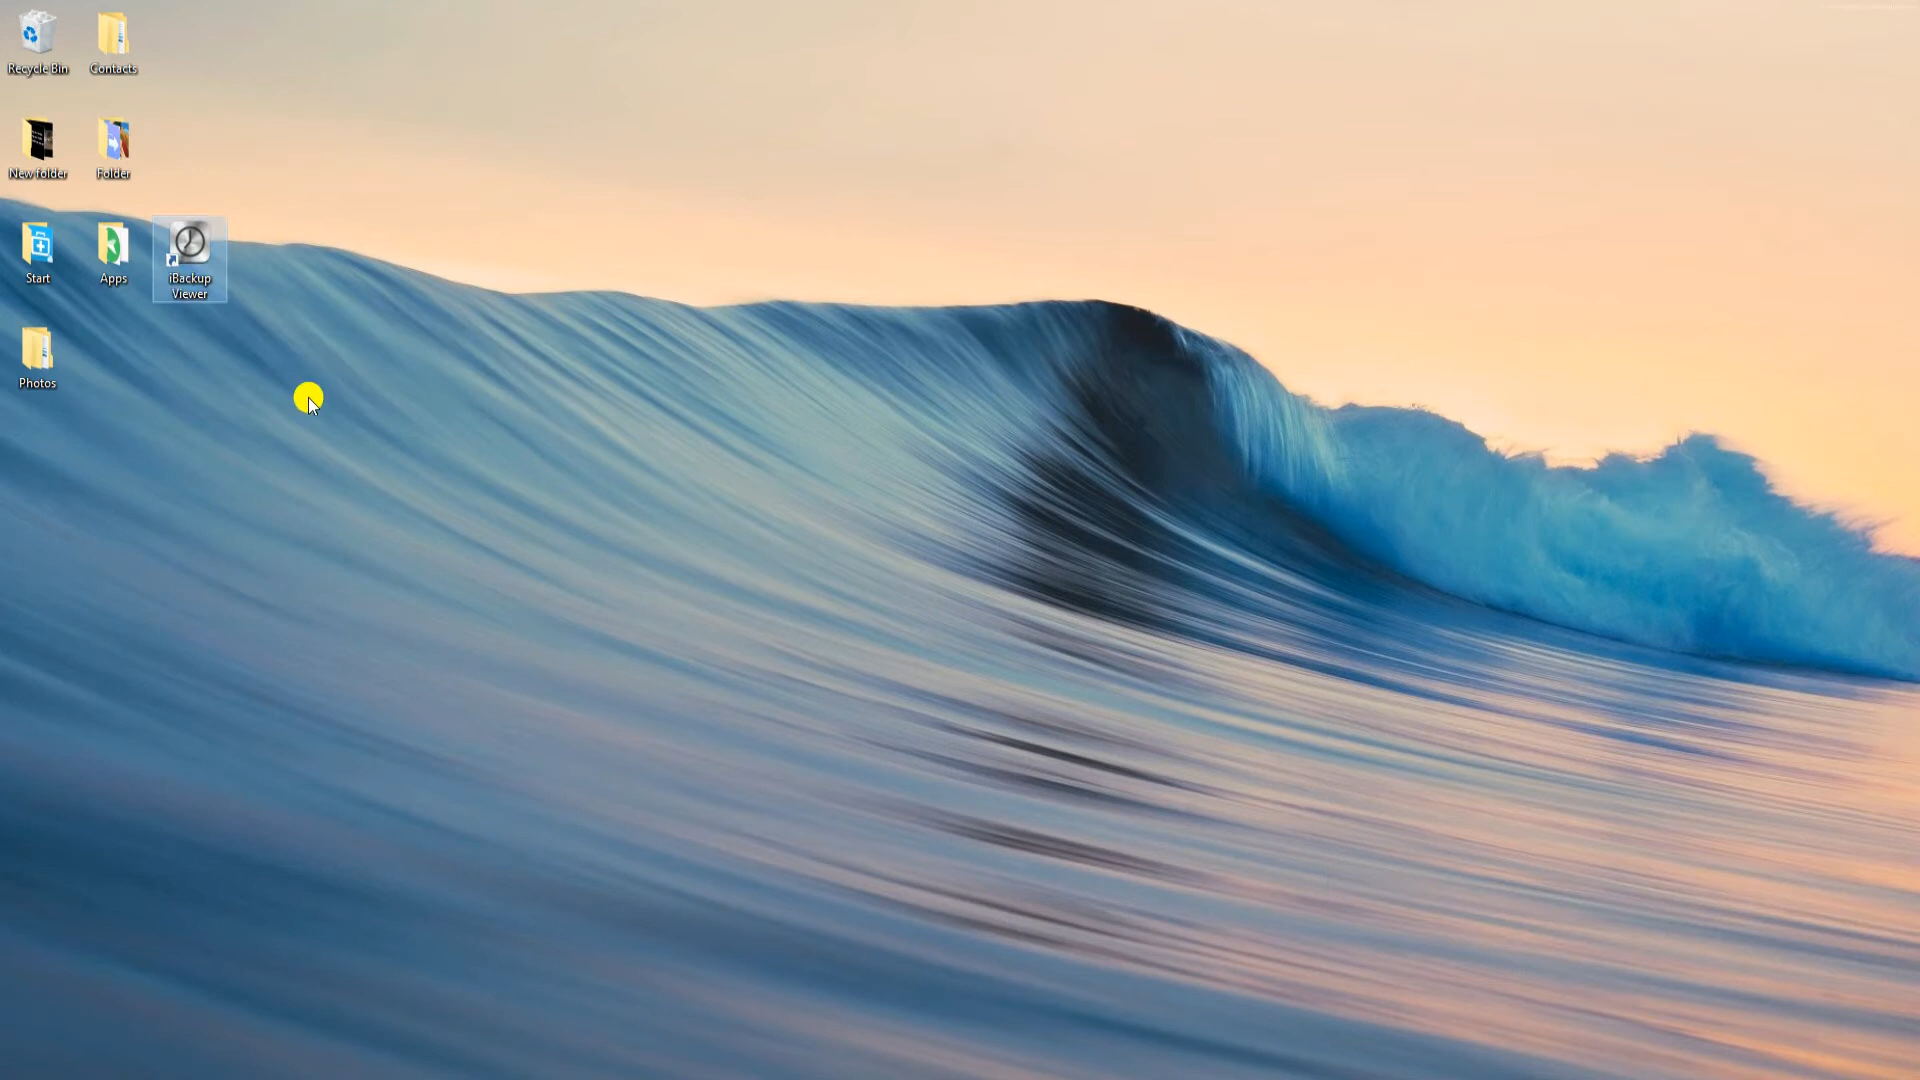 Recycle Bin
Contacts
New folder
Folder
Start
Apps
iBackup
Viewer
Photos